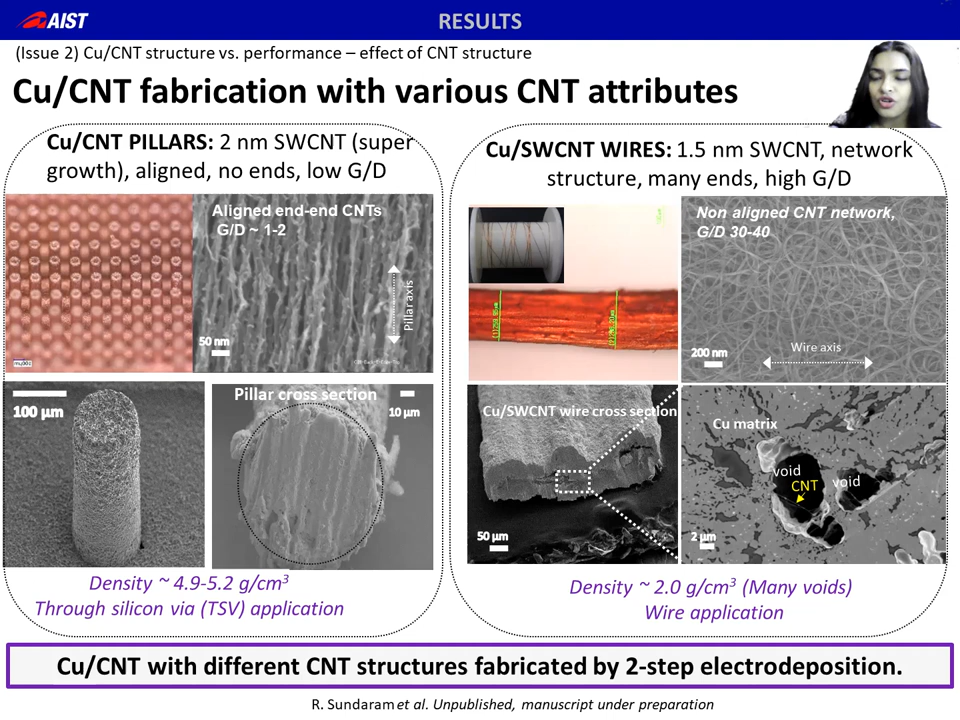 AIST
RESULTS
(Issue 2) Cu/CNT structure vs. performance – effect of CNT structure
Cu/CNT fabrication with various CNT attributes
Cu/CNT PILLARS: 2 nm SWCNT (super
growth), aligned, no ends, low G/D
Aligned end-end CNTs
G/D ~ 1-2
Pillar axis
50 nm
100 µm
Pillar cross section
10 µm
Density ~ 4.9-5.2 g/cm³
Through silicon via (TSV) application
Cu/SWCNT WIRES: 1.5 nm SWCNT, network
structure, many ends, high G/D
Non aligned CNT network,
G/D 30-40
200 nm
Wire axis
Cu/SWCNT wire cross section
50 µm
Cu matrix
void
CNT
void
2 µm
Density ~ 2.0 g/cm³ (Many voids)
Wire application
Cu/CNT with different CNT structures fabricated by 2-step electrodeposition.
R. Sundaram et al. Unpublished, manuscript under preparation